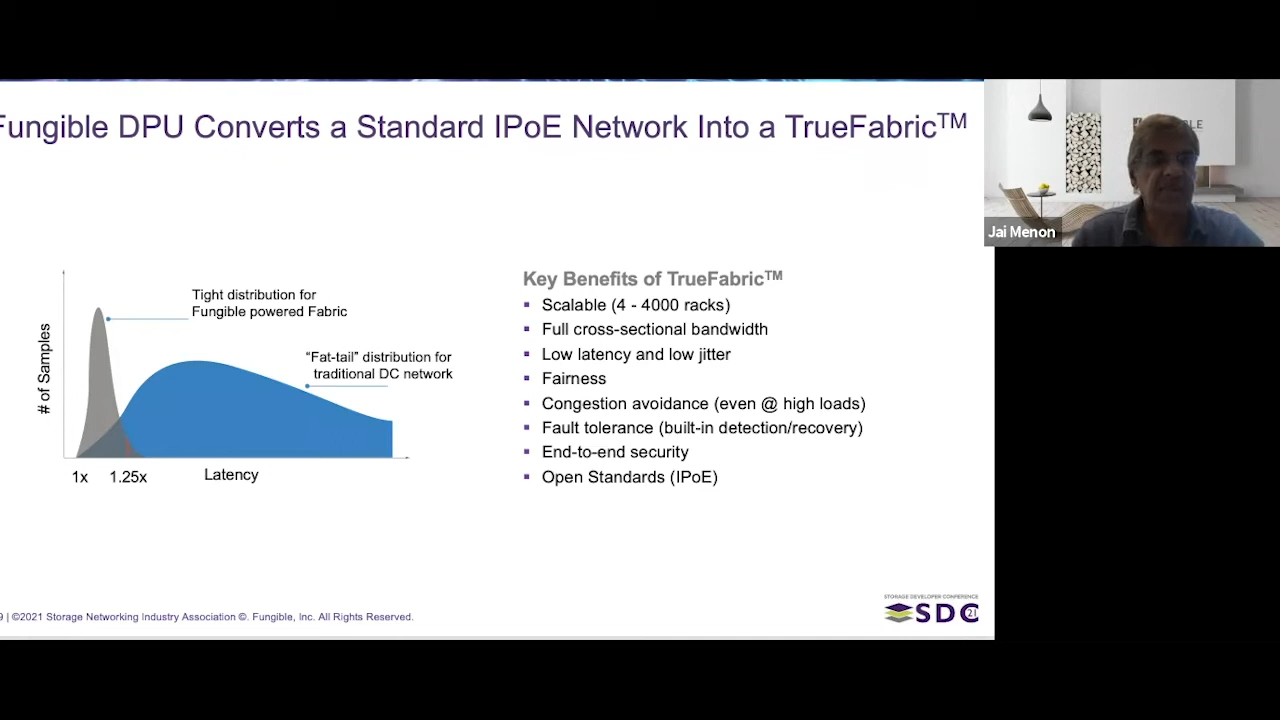 Fungible DPU Converts a Standard IPoE Network Into a TrueFabric™
Jai Menon
Tight distribution for
Fungible powered Fabric
"Fat-tail" distribution for
traditional DC network
# of Samples
1x
1.25x
Latency
Key Benefits of TrueFabric™
▪ Scalable (4 - 4000 racks)
▪ Full cross-sectional bandwidth
▪ Low latency and low jitter
▪ Fairness
▪ Congestion avoidance (even @ high loads)
▪ Fault tolerance (built-in detection/recovery)
▪ End-to-end security
▪ Open Standards (IPoE)
9 | ©2021 Storage Networking Industry Association ©. Fungible, Inc. All Rights Reserved.
STORAGE DEVELOPER CONFERENCE
SDC 21